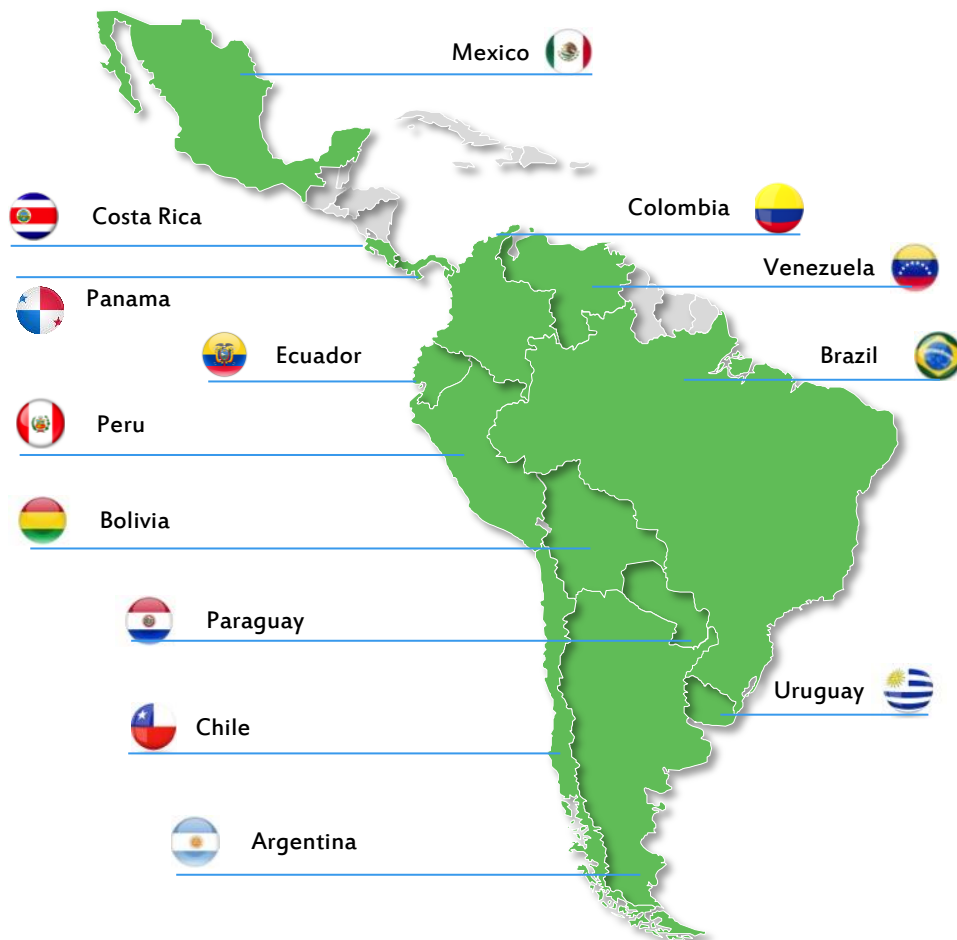 Mexico
Costa Rica
Colombia
Venezuela
Panama
Ecuador
Brazil
Peru
Bolivia
Paraguay
Uruguay
Chile
Argentina